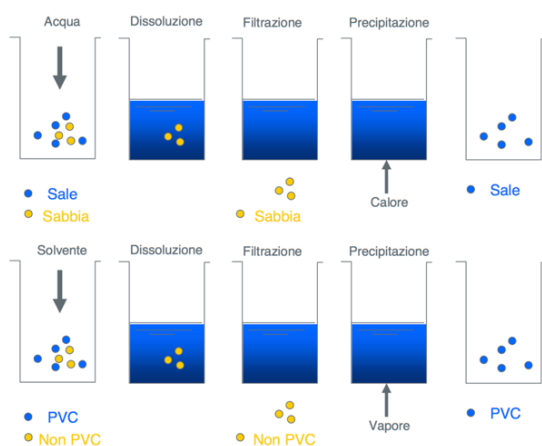 Acqua
Dissoluzione
Filtrazione
Precipitazione
Sale
Sabbia
Sabbia
Calore
Sale
Solvente
Dissoluzione
Filtrazione
Precipitazione
PVC
Non PVC
Non PVC
Vapore
PVC